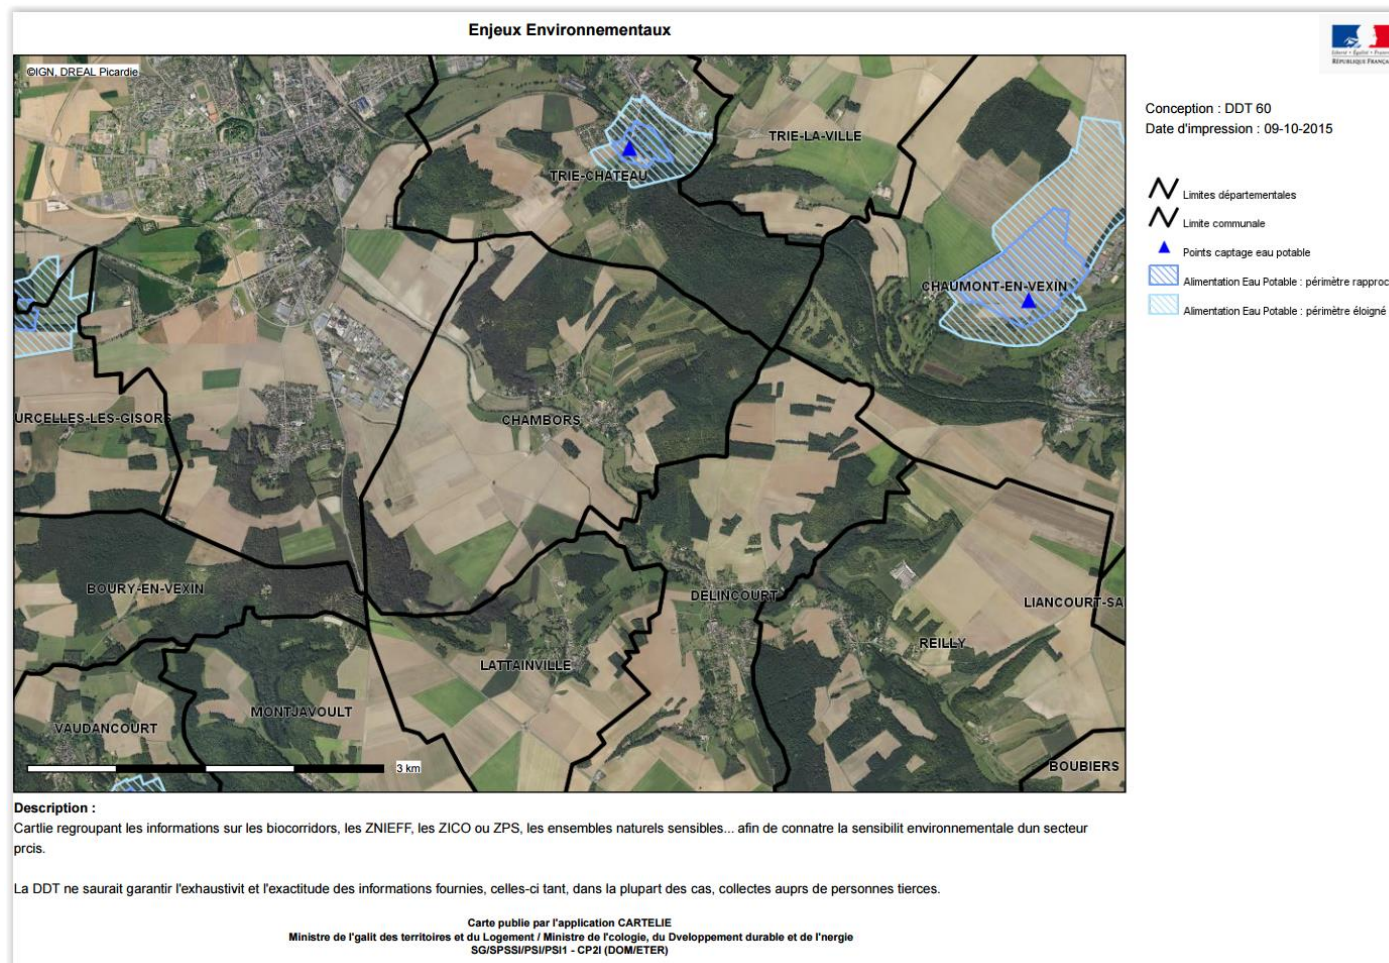 Enjeux Environnementaux
©IGN, DREAL Picardie
Liberté • Égalité • Fraternité
RÉPUBLIQUE FRANÇA
Conception : DDT 60
Date d'impression : 09-10-2015
Limites départementales
Limite communale
Points captage eau potable
Alimentation Eau Potable : périmètre rapproc
Alimentation Eau Potable : périmètre éloigné
TRIE-LA-VILLE
TRIE-CHATEAU
CHAUMONT-EN-VEXIN
URCELLES-LES-GISORS
CHAMBORS
BOURY-EN-VEXIN
DELINCOURT
LIANCOURT-SA
REILLY
LATTAINVILLE
MONTJAVOULT
VAUDANCOURT
BOUBIERS
3 km
Description :
Cartlie regroupant les informations sur les biocorridors, les ZNIEFF, les ZICO ou ZPS, les ensembles naturels sensibles... afin de connatre la sensibilit environnementale dun secteur
prcis.
La DDT ne saurait garantir l'exhaustivit et l'exactitude des informations fournies, celles-ci tant, dans la plupart des cas, collectes auprs de personnes tierces.
Carte publie par l'application CARTELIE
Ministre de l'galit des territoires et du Logement / Ministre de l'cologie, du Dveloppement durable et de l'nergie
SG/SPSSI/PSI/PSI1 - CP2I (DOM/ETER)